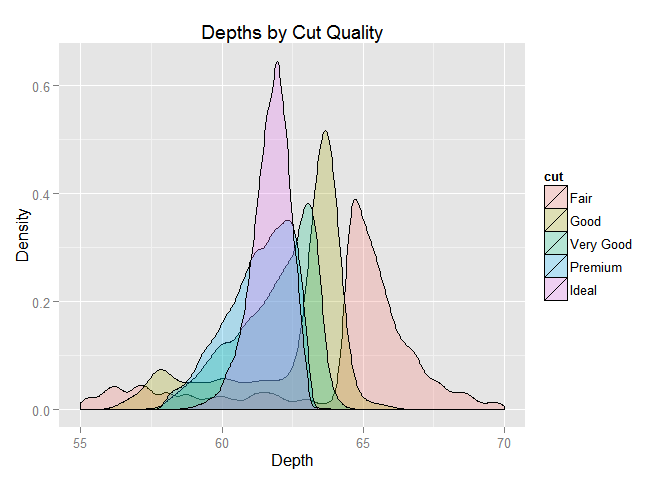 Depths by Cut Quality
Density
0.6
0.4
0.2
0.0
55 60 65 70
Depth
cut
Fair
Good
Very Good
Premium
Ideal